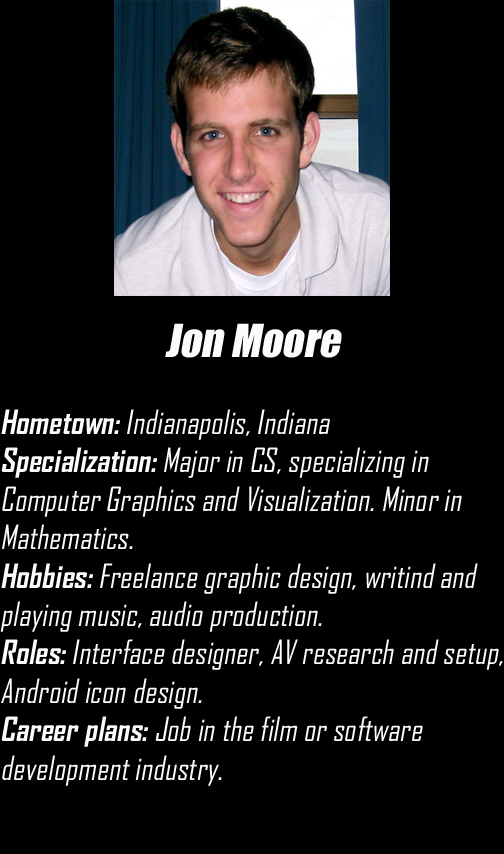 Jon Moore
Hometown: Indianapolis, Indiana
Specialization: Major in CS, specializing in
Computer Graphics and Visualization. Minor in
Mathematics.
Hobbies: Freelance graphic design, writind and
playing music, audio production.
Roles: Interface designer, AV research and setup,
Android icon design.
Career plans: Job in the film or software
development industry.